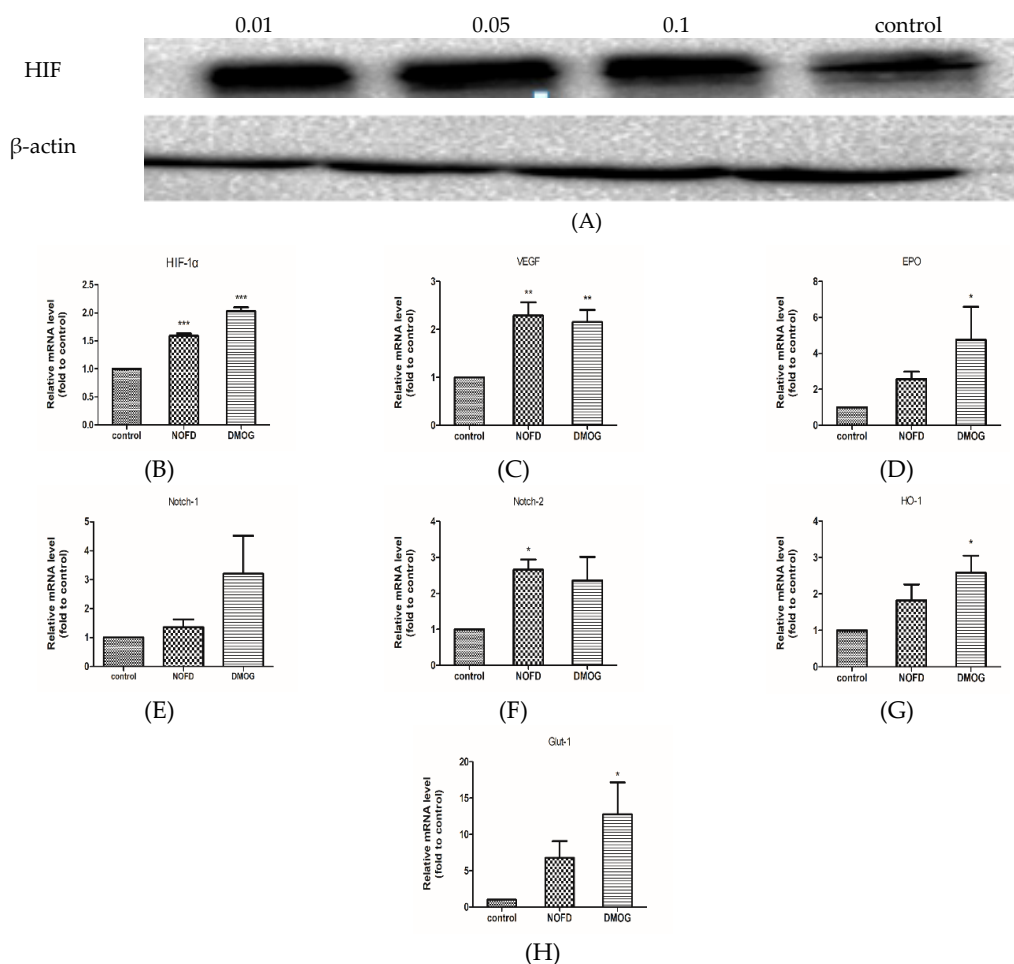 0.01 0.05 0.1 control
HIF
β-actin
(A)
HIF-1α
Relative mRNA level
(fold to control)
2.5
2.0
1.5
1.0
0.5
0.0
*** ***
control NOFD DMOG
(B)
VEGF
Relative mRNA level
(fold to control)
3
2
1
0
** **
control NOFD DMOG
(C)
EPO
Relative mRNA level
(fold to control)
8
6
4
2
0
*
control NOFD DMOG
(D)
Notch-1
Relative mRNA level
(fold to control)
5
4
3
2
1
0
control NOFD DMOG
(E)
Notch-2
Relative mRNA level
(fold to control)
4
3
2
1
0
*
control NOFD DMOG
(F)
HO-1
Relative mRNA level
(fold to control)
4
3
2
1
0
*
control NOFD DMOG
(G)
Glut-1
Relative mRNA level
(fold to control)
20
15
10
5
0
*
control NOFD DMOG
(H)